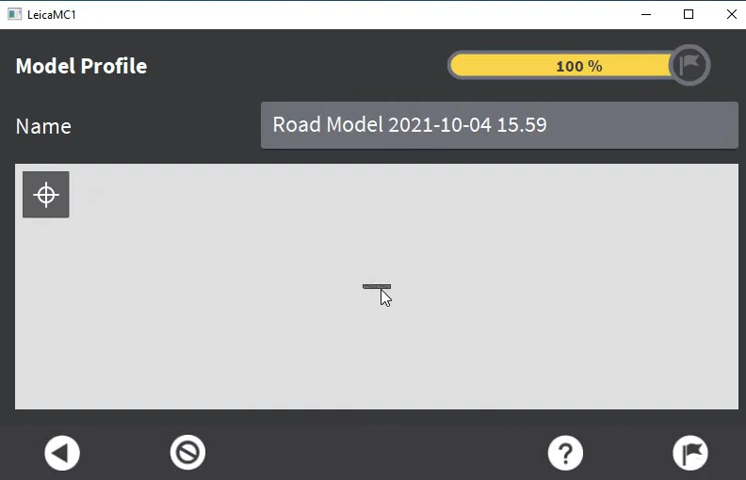 LeicaMC1
Model Profile
100 %
Name
Road Model 2021-10-04 15.59
?